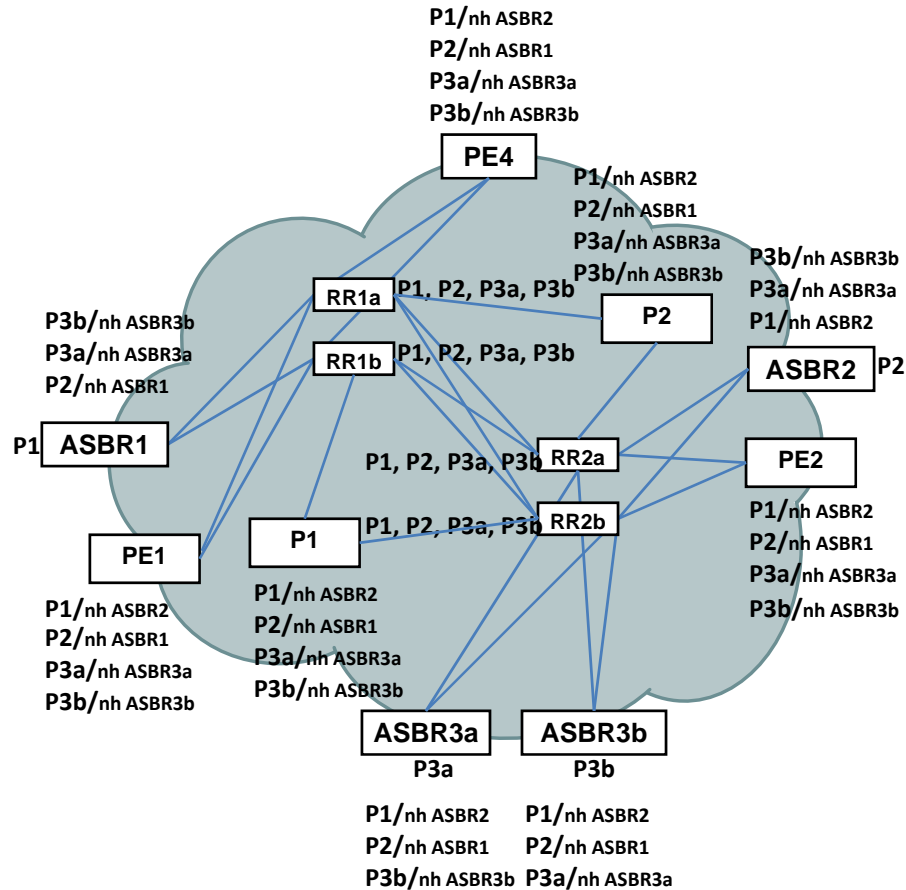 P1/nh ASBR2
P2/nh ASBR1
P3a/nh ASBR3a
P3b/nh ASBR3b
PE4
P1/nh ASBR2
P2/nh ASBR1
P3a/nh ASBR3a
P3b/nh ASBR3b
P2
P3b/nh ASBR3b
P3a/nh ASBR3a
P1/nh ASBR2
ASBR2 P2
RR1a P1, P2, P3a, P3b
RR1b P1, P2, P3a, P3b
P3b/nh ASBR3b
P3a/nh ASBR3a
P2/nh ASBR1
P1 ASBR1
P1, P2, P3a, P3b RR2a
P1, P2, P3a, P3b RR2b
PE2
P1/nh ASBR2
P2/nh ASBR1
P3a/nh ASBR3a
P3b/nh ASBR3b
PE1
P1/nh ASBR2
P2/nh ASBR1
P3a/nh ASBR3a
P3b/nh ASBR3b
P1
P1/nh ASBR2
P2/nh ASBR1
P3a/nh ASBR3a
P3b/nh ASBR3b
ASBR3a
P3a
P1/nh ASBR2
P2/nh ASBR1
P3b/nh ASBR3b
ASBR3b
P3b
P1/nh ASBR2
P2/nh ASBR1
P3a/nh ASBR3a